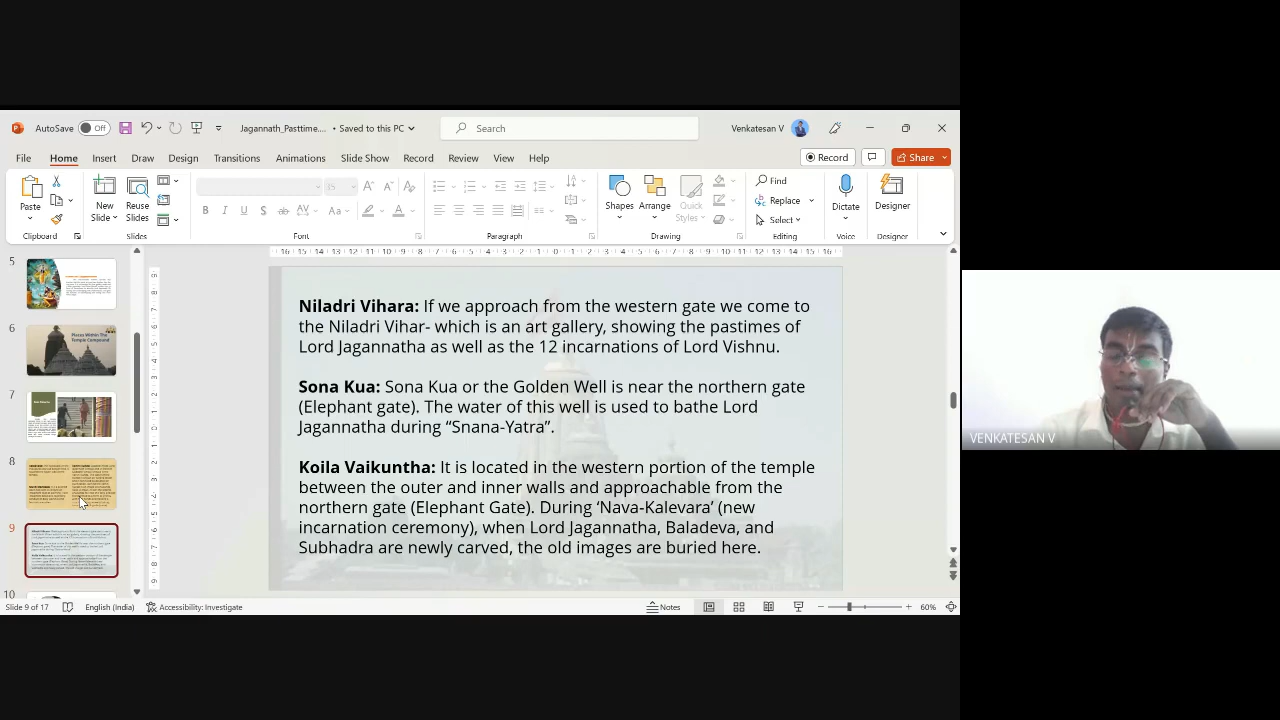 AutoSave Off Jagannath_Pasttime.... • Saved to this PC Search Venkatesan V
File Home Insert Draw Design Transitions Animations Slide Show Record Review View Help Record Share
Paste New Slide Reuse Slides Shapes Arrange Quick Styles Find Replace Select Dictate Designer
Clipboard Slides Font Paragraph Drawing Editing Voice Designer
5
6
Places Within The
Temple Compound
7
8
9
10
Niladri Vihara: If we approach from the western gate we come to
the Niladri Vihar- which is an art gallery, showing the pastimes of
Lord Jagannatha as well as the 12 incarnations of Lord Vishnu.
Sona Kua: Sona Kua or the Golden Well is near the northern gate
(Elephant gate). The water of this well is used to bathe Lord
Jagannatha during “Snana-Yatra”.
Koila Vaikuntha: It is located in the western portion of the temple
between the outer and inner walls and approachable from the
northern gate (Elephant Gate). During ‘Nava-Kalevara’ (new
incarnation ceremony), when Lord Jagannatha, Baladeva, and
Subhadra are newly carved the old images are buried here.
VENKATESAN V
Slide 9 of 17 English (India) Accessibility: Investigate Notes 60%